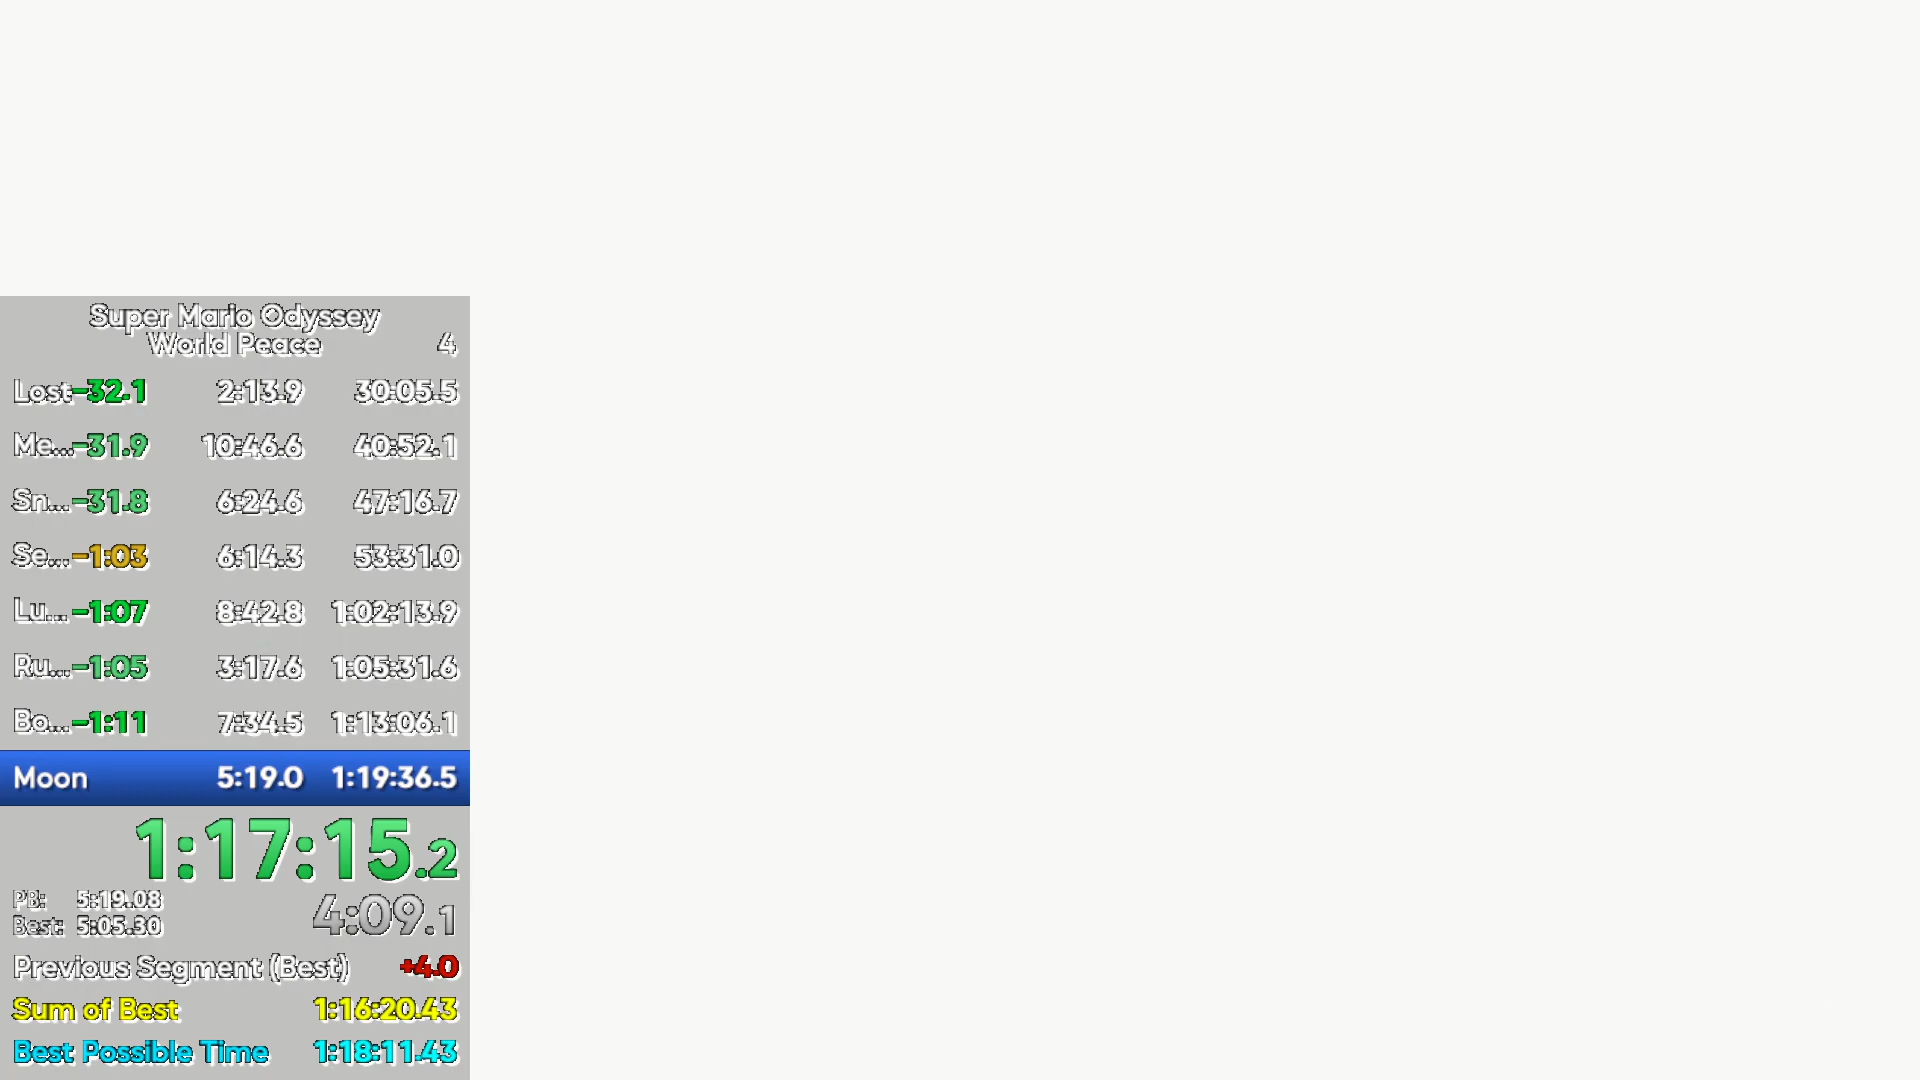 Super Mario Odyssey
World Peace 4
Lost -32.1 2:13.9 30:05.5
Me... -31.9 10:46.6 40:52.1
Sn... -31.8 6:24.6 47:16.7
Se... -1:03 6:14.3 53:31.0
Lu... -1:07 8:42.8 1:02:13.9
Ru... -1:05 3:17.6 1:05:31.6
Bo... -1:11 7:34.5 1:13:06.1
Moon 5:19.0 1:19:36.5
1:17:15.2
PB: 5:19.08
Best: 5:05.30
4:09.1
Previous Segment (Best) +4.0
Sum of Best 1:16:20.43
Best Possible Time 1:18:11.43